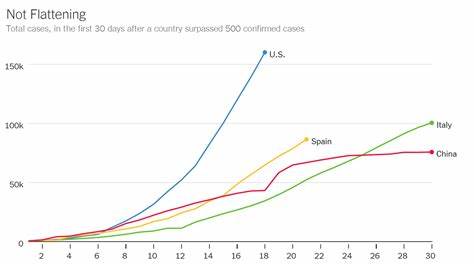 Not Flattening
Total cases, in the first 30 days after a country surpassed 500 confirmed cases
U.S.
150k
Italy
100k
Spain
China
50k
0
2 4 6 8 10 12 14 16 18 20 22 24 26 28 30